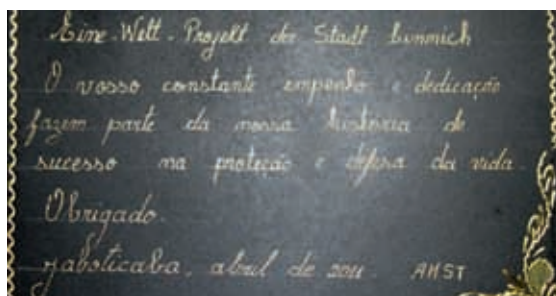 Eine-Welt-Projekt der Stadt Linnich
O vosso constante empenho e dedicação
fazem parte da nossa história de
sucesso na proteção e defesa da vida.
Obrigado.
Jaboticaba, abril de 2011. AMST